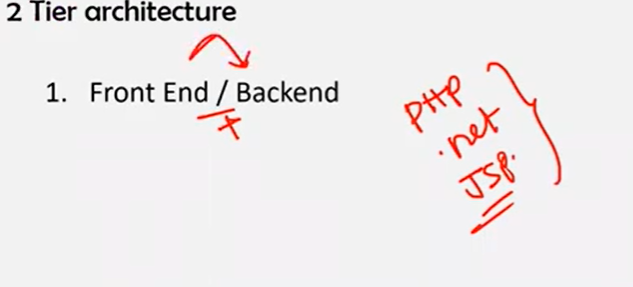 2 Tier architecture
1. Front End / Backend
+
PHP
.net
JSP.